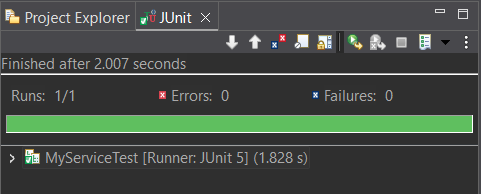 Project Explorer JUnit
Finished after 2.007 seconds
Runs: 1/1 Errors: 0 Failures: 0
MyServiceTest [Runner: JUnit 5] (1.828 s)